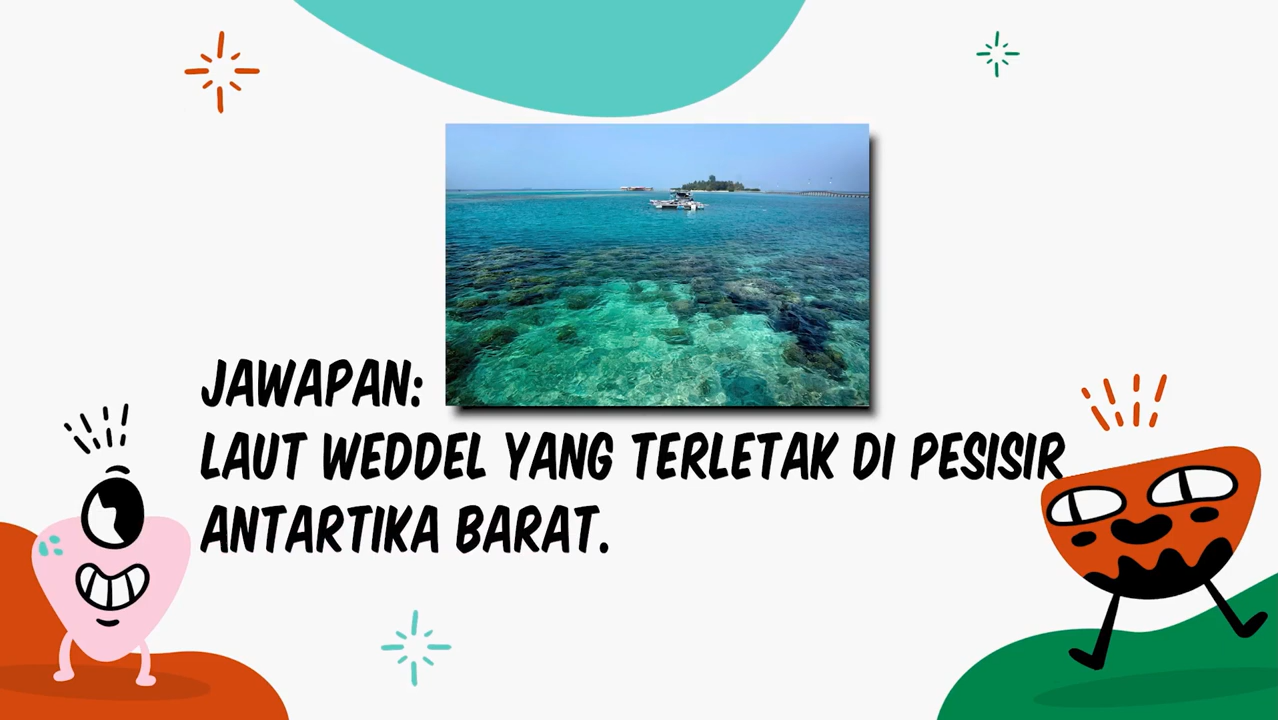 JAWAPAN:
LAUT WEDDEL YANG TERLETAK DI PESISIR
ANTARTIKA BARAT.